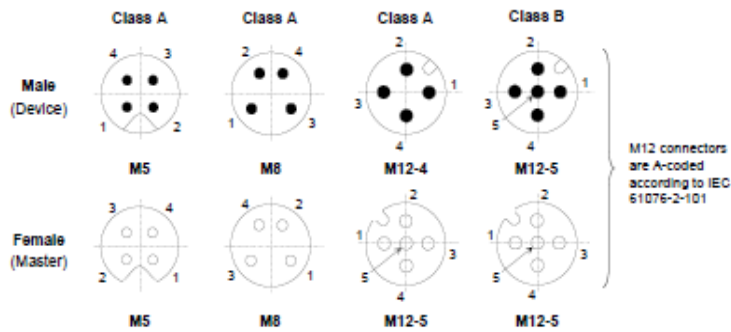 Class A Class A Class A Class B
4 3 2 4 2 2
Male
(Device)
1 1
3 3
5
1 2 1 3 4 4
M5 M8 M12-4 M12-5
M12 connectors
are A-coded
according to IEC
61076-2-101
3 4 4 2 2 2
Female
(Master)
1 3 1 3
2 1 3 1 5 5
4 4
M5 M8 M12-5 M12-5